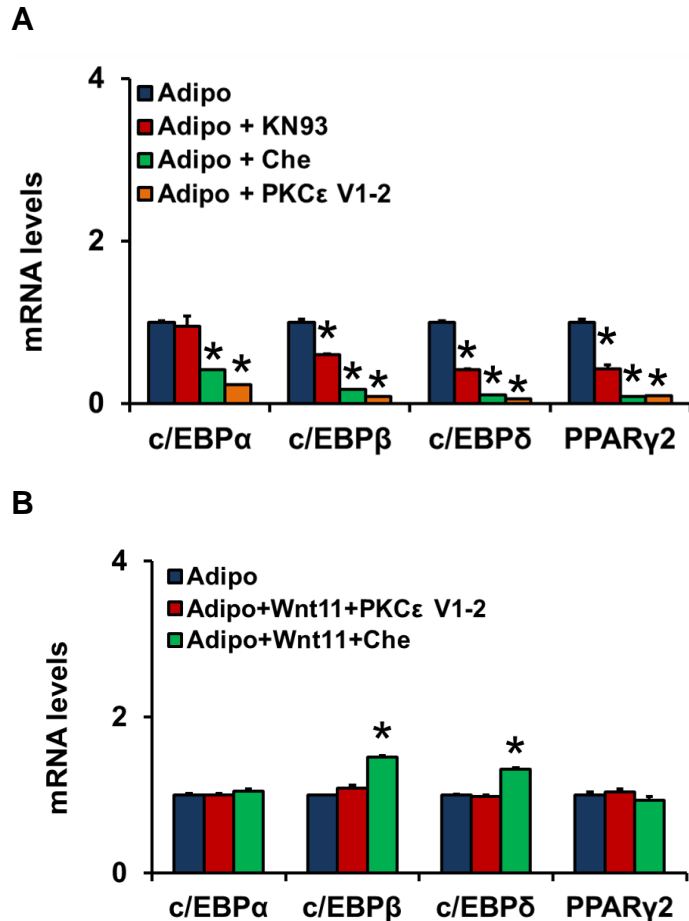 A
4
Adipo
Adipo + KN93
Adipo + Che
Adipo + PKCε V1-2
mRNA levels
2
* * * * * * * * * * *
0
c/EBPα c/EBPβ c/EBPδ PPARγ2
B
4
Adipo
Adipo+Wnt11+PKCε V1-2
Adipo+Wnt11+Che
mRNA levels
2
* *
0
c/EBPα c/EBPβ c/EBPδ PPARγ2